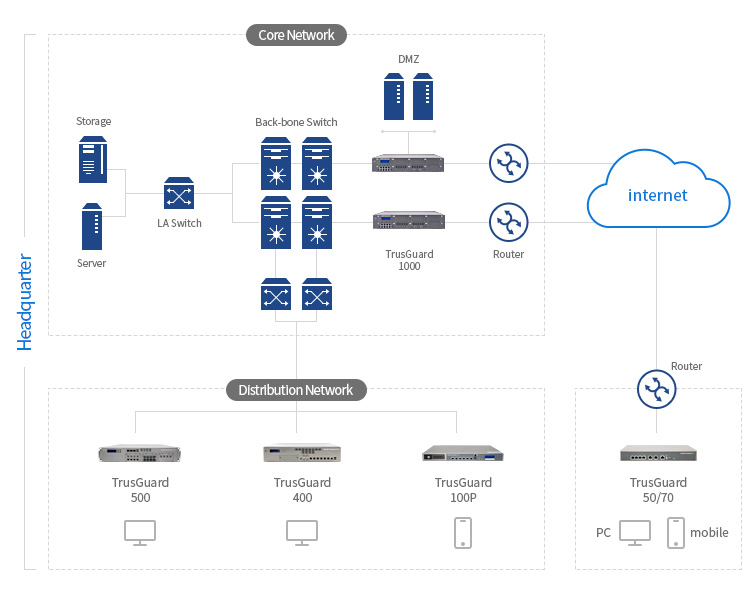 Core Network
DMZ
Storage
Back-bone Switch
LA Switch
Server
TrusGuard
1000
Router
internet
Headquarter
Router
Distribution Network
TrusGuard
500
TrusGuard
400
TrusGuard
100P
TrusGuard
50/70
PC
mobile